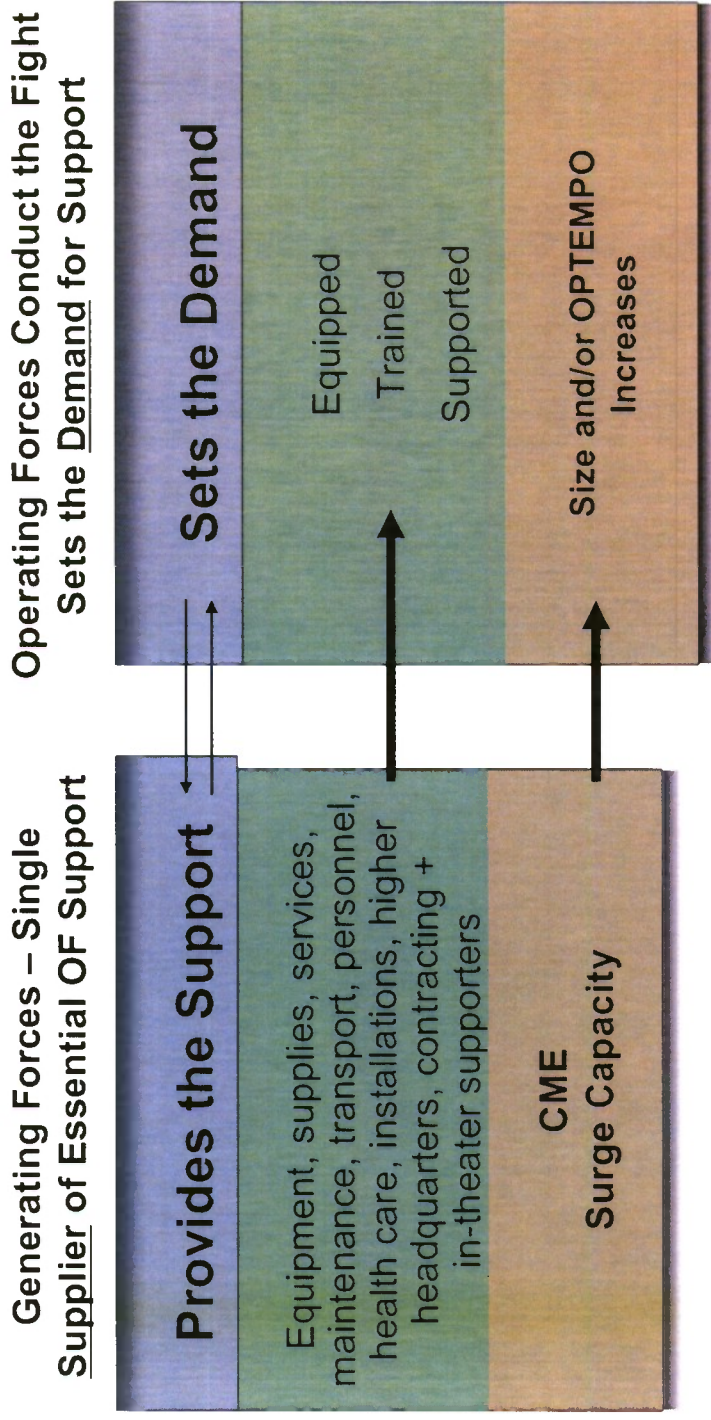 Generating Forces – Single
Supplier of Essential OF Support
Provides the Support
Equipment, supplies, services,
maintenance, transport, personnel,
health care, installations, higher
headquarters, contracting +
in-theater supporters
CME
Surge Capacity
Operating Forces Conduct the Fight
Sets the Demand for Support
Sets the Demand
Equipped
Trained
Supported
Size and/or OPTEMPO
Increases